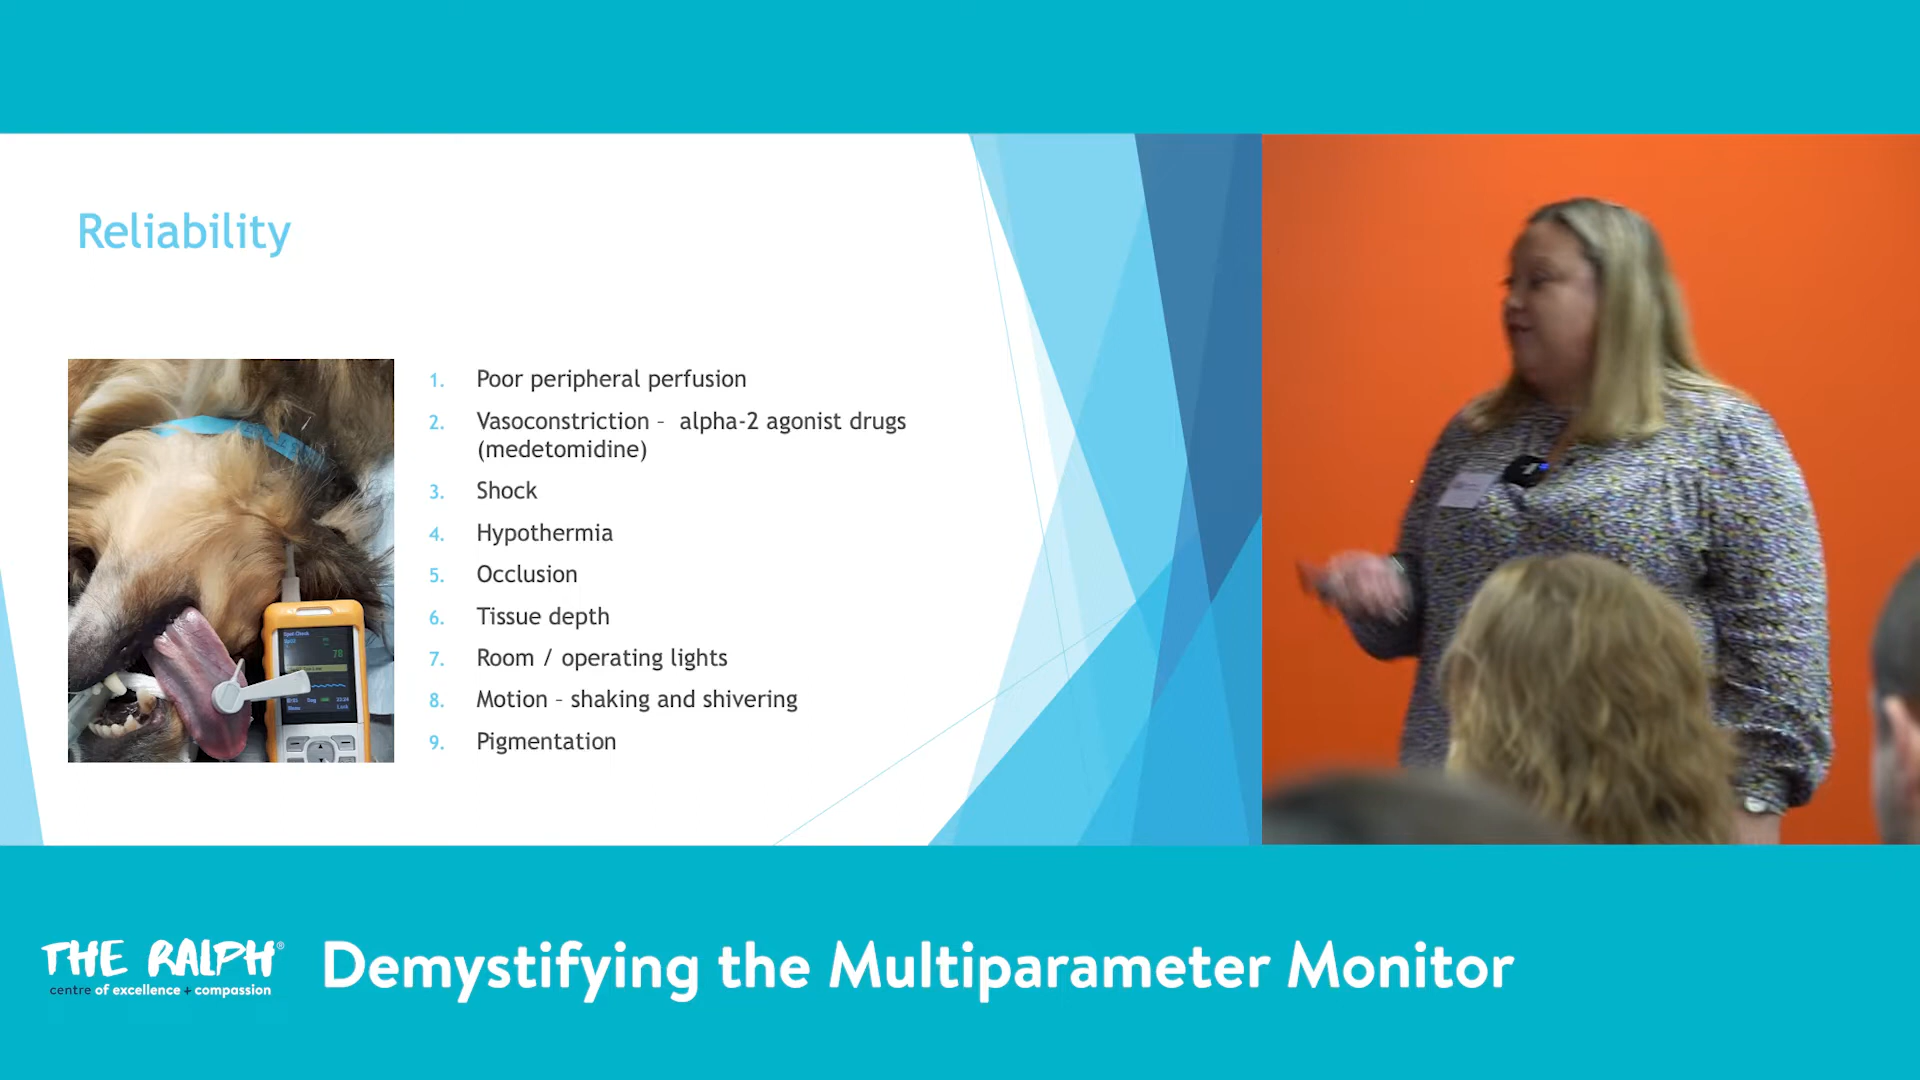 Reliability
1. Poor peripheral perfusion
2. Vasoconstriction – alpha-2 agonist drugs
(medetomidine)
3. Shock
4. Hypothermia
5. Occlusion
6. Tissue depth
7. Room / operating lights
8. Motion – shaking and shivering
9. Pigmentation
78
THE RALPH®
centre of excellence + compassion
Demystifying the Multiparameter Monitor